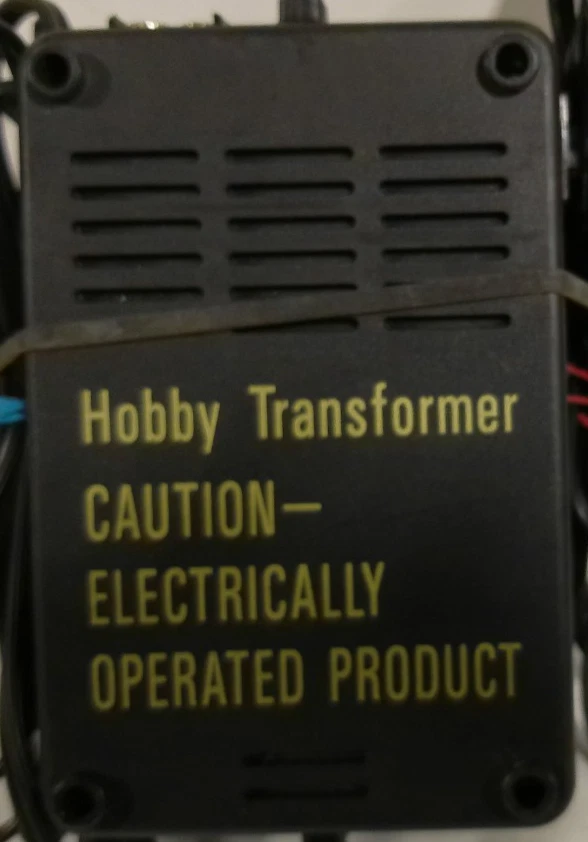 Hobby Transformer
CAUTION—
ELECTRICALLY
OPERATED PRODUCT